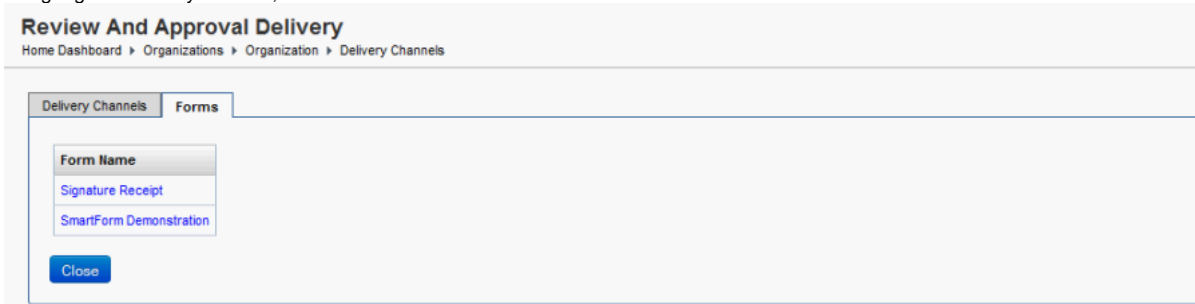 Review And Approval Delivery
Home Dashboard ▸ Organizations ▸ Organization ▸ Delivery Channels
Delivery Channels Forms
Form Name
Signature Receipt
SmartForm Demonstration
Close